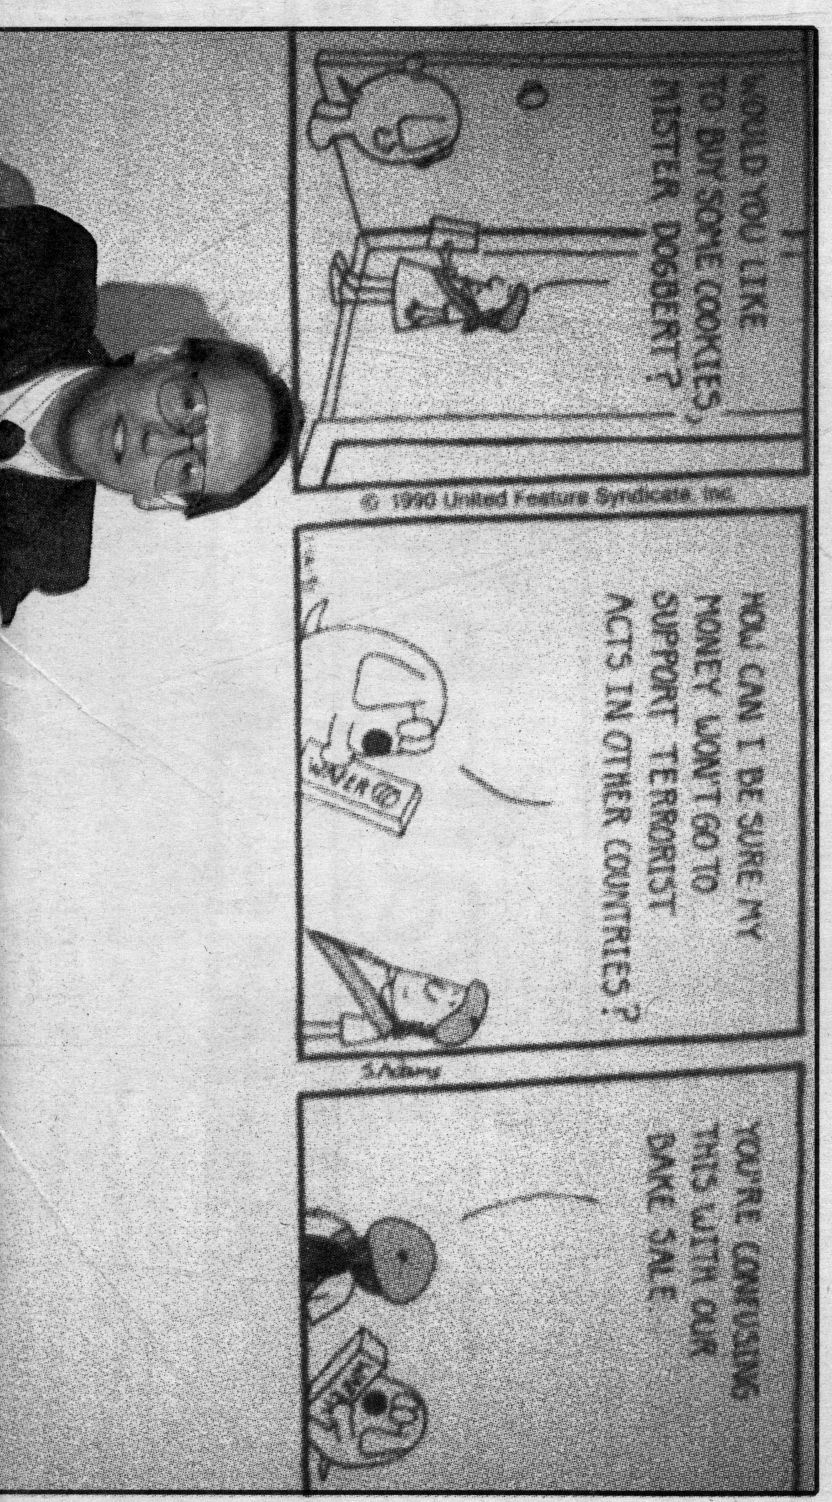 WOULD YOU LIKE
TO BUY SOME COOKIES,
MISTER DOGBERT?
© 1990 United Feature Syndicate, Inc.
HOW CAN I BE SURE MY
MONEY WON'T GO TO
SUPPORT TERRORIST
ACTS IN OTHER COUNTRIES?
S.Adams
YOU'RE CONFUSING
THIS WITH OUR
BAKE SALE.